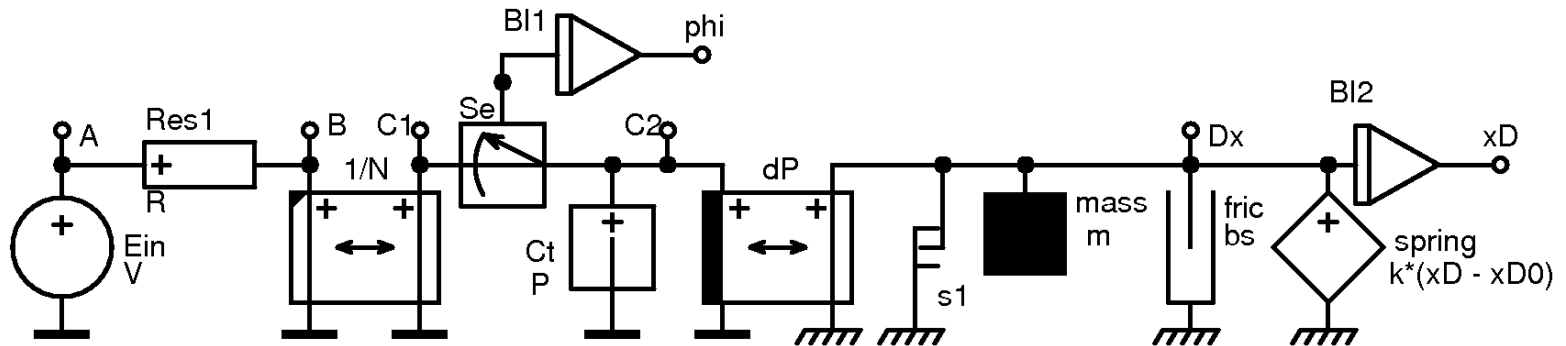 BI1
phi
Se
BI2
A
Res1
B
C1
C2
Dx
xD
1/N
dP
R
+
+
+
+
+
+
+
+
mass
m
fric
bs
Ein
V
Ct
P
s1
spring
k*(xD - xD0)